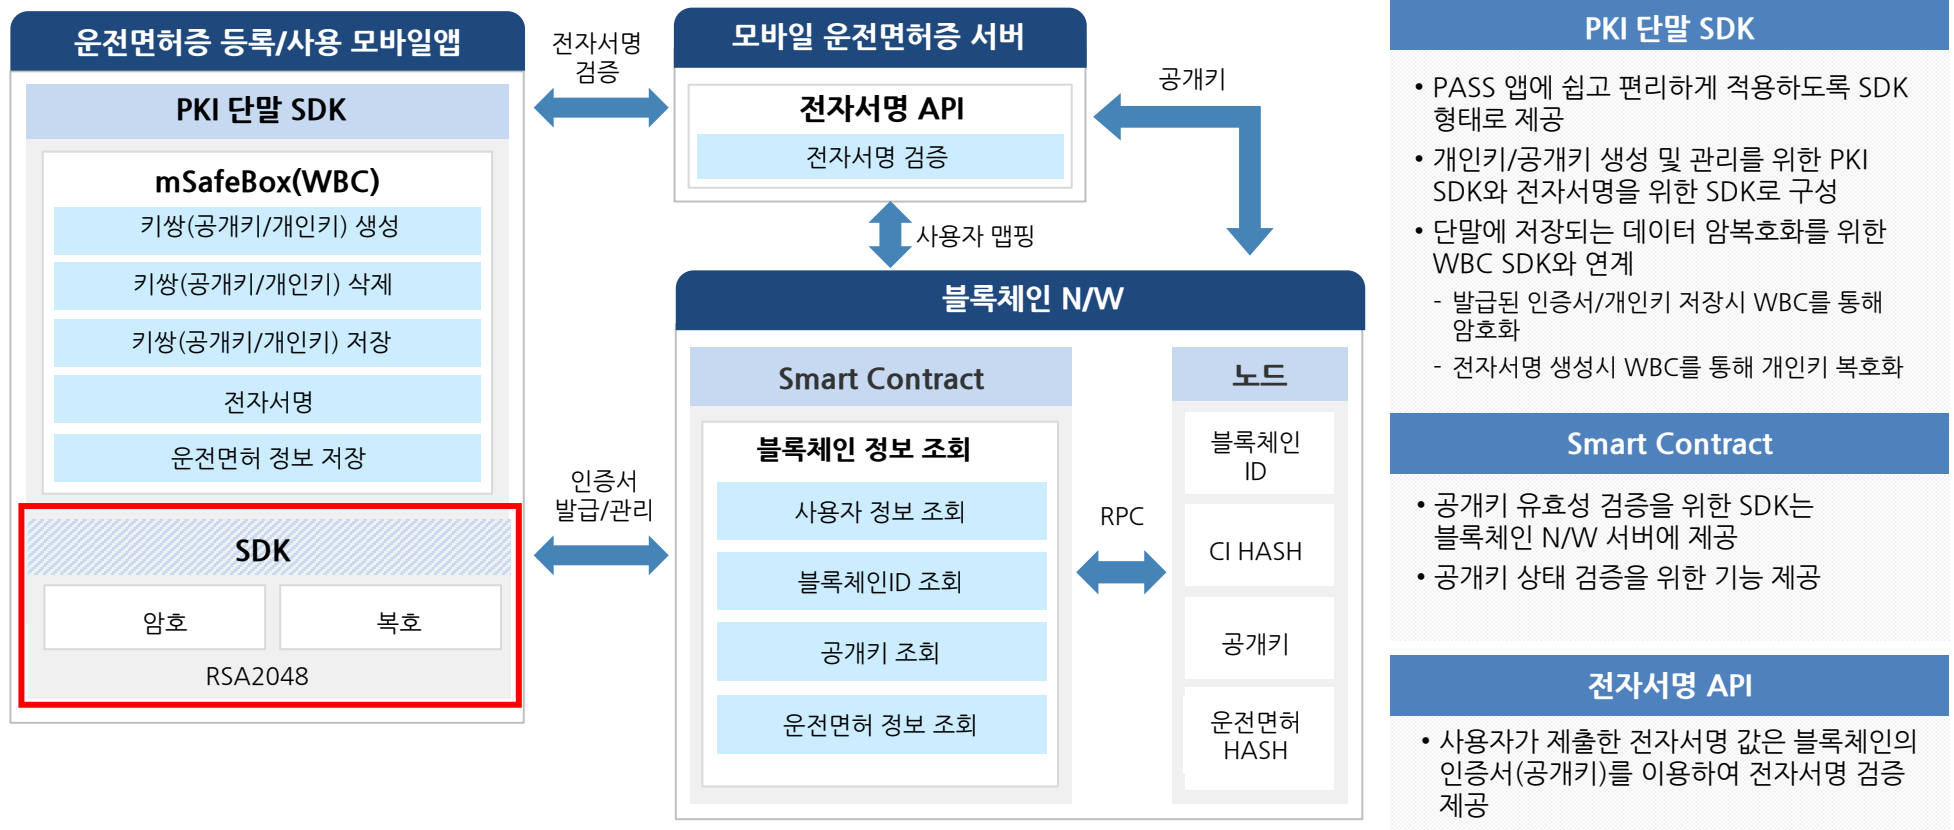 운전면허증 등록/사용 모바일앱
PKI 단말 SDK
mSafeBox(WBC)
키쌍(공개키/개인키) 생성
키쌍(공개키/개인키) 삭제
키쌍(공개키/개인키) 저장
전자서명
운전면허 정보 저장
SDK
암호
복호
RSA2048
전자서명
검증
인증서
발급/관리
모바일 운전면허증 서버
전자서명 API
전자서명 검증
공개키
사용자 맵핑
블록체인 N/W
Smart Contract
블록체인 정보 조회
사용자 정보 조회
블록체인ID 조회
공개키 조회
운전면허 정보 조회
RPC
노드
블록체인
ID
CI HASH
공개키
운전면허
HASH
PKI 단말 SDK
• PASS 앱에 쉽고 편리하게 적용하도록 SDK
형태로 제공
• 개인키/공개키 생성 및 관리를 위한 PKI
SDK와 전자서명을 위한 SDK로 구성
• 단말에 저장되는 데이터 암복호화를 위한
WBC SDK와 연계
- 발급된 인증서/개인키 저장시 WBC를 통해
암호화
- 전자서명 생성시 WBC를 통해 개인키 복호화
Smart Contract
• 공개키 유효성 검증을 위한 SDK는
블록체인 N/W 서버에 제공
• 공개키 상태 검증을 위한 기능 제공
전자서명 API
• 사용자가 제출한 전자서명 값은 블록체인의
인증서(공개키)를 이용하여 전자서명 검증
제공